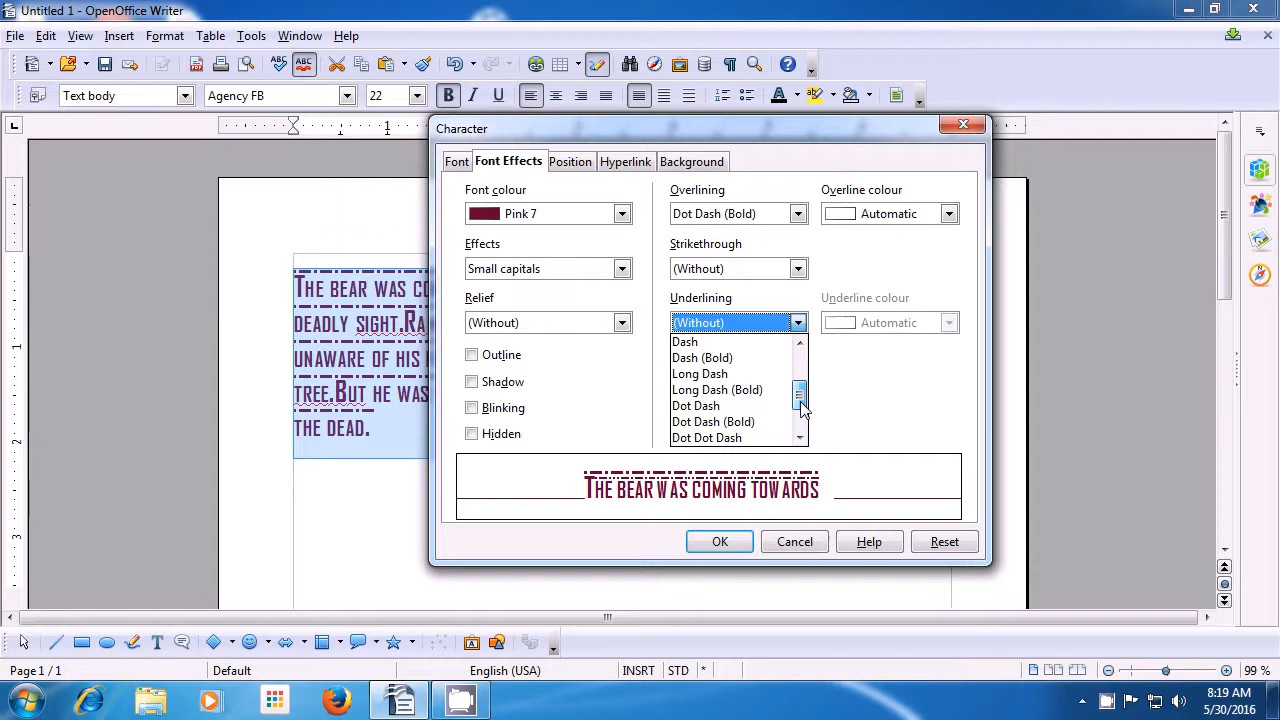 Untitled 1 - OpenOffice Writer
File Edit View Insert Format Table Tools Window Help
Text body Agency FB 22
1
Character
Font Font Effects Position Hyperlink Background
Font colour Overlining Overline colour
Pink 7 Dot Dash (Bold) Automatic
Effects Strikethrough
Small capitals (Without)
Relief Underlining Underline colour
(Without) (Without) Automatic
Dash
Dash (Bold)
Long Dash
Long Dash (Bold)
Dot Dash
Dot Dash (Bold)
Dot Dot Dash
Outline
Shadow
Blinking
Hidden
The bear was coming towards
OK Cancel Help Reset
The bear was co
deadly sight.Ra
unaware of his
tree.But he was
the dead.
1
2
3
Page 1 / 1 Default English (USA) INSRT STD * 99 %
8:19 AM
5/30/2016